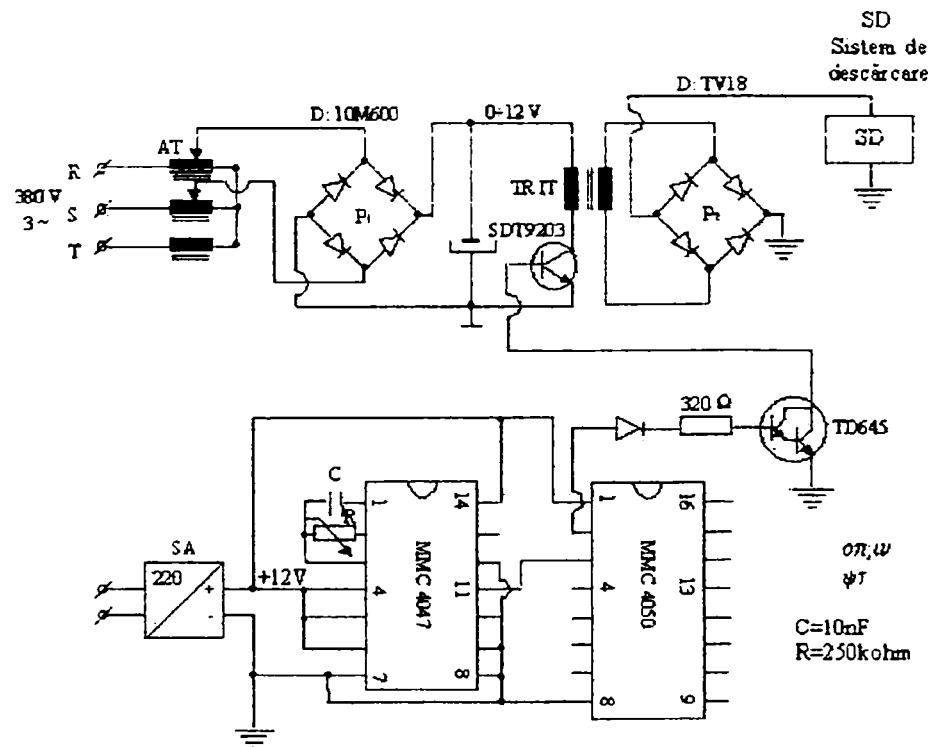 SD
Sistem de
descărcare
D: TV18
D: 10M600
0÷12 V
SD
AT
R
380 V
S
3~
T
P₁
TR IT
P₂
SDT9203
320 Ω
TD645
C
R
1
14
1
16
SA
220
+
-
+12V
4
11
MMC 4047
4
13
MMC 4050
7
8
8
9
C=10nF
R=250kohm